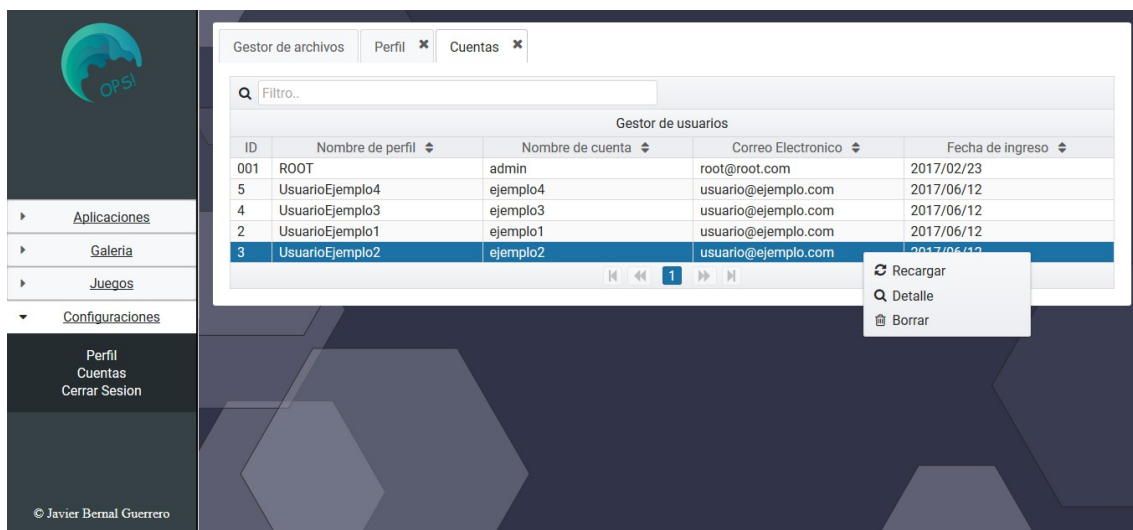 OPSI
Aplicaciones
Galeria
Juegos
Configuraciones
Perfil
Cuentas
Cerrar Sesion
© Javier Bernal Guerrero
Gestor de archivos Perfil Cuentas
Filtro..
Gestor de usuarios
ID Nombre de perfil Nombre de cuenta Correo Electronico Fecha de ingreso
001 ROOT admin root@root.com 2017/02/23
5 UsuarioEjemplo4 ejemplo4 usuario@ejemplo.com 2017/06/12
4 UsuarioEjemplo3 ejemplo3 usuario@ejemplo.com 2017/06/12
2 UsuarioEjemplo1 ejemplo1 usuario@ejemplo.com 2017/06/12
3 UsuarioEjemplo2 ejemplo2 usuario@ejemplo.com 2017/06/12
1
Recargar
Detalle
Borrar